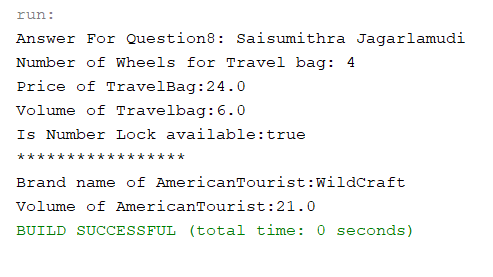 run:
Answer For Question8: Saisumithra Jagarlamudi
Number of Wheels for Travel bag: 4
Price of TravelBag:24.0
Volume of Travelbag:6.0
Is Number Lock available:true
*****************
Brand name of AmericanTourist:WildCraft
Volume of AmericanTourist:21.0
BUILD SUCCESSFUL (total time: 0 seconds)